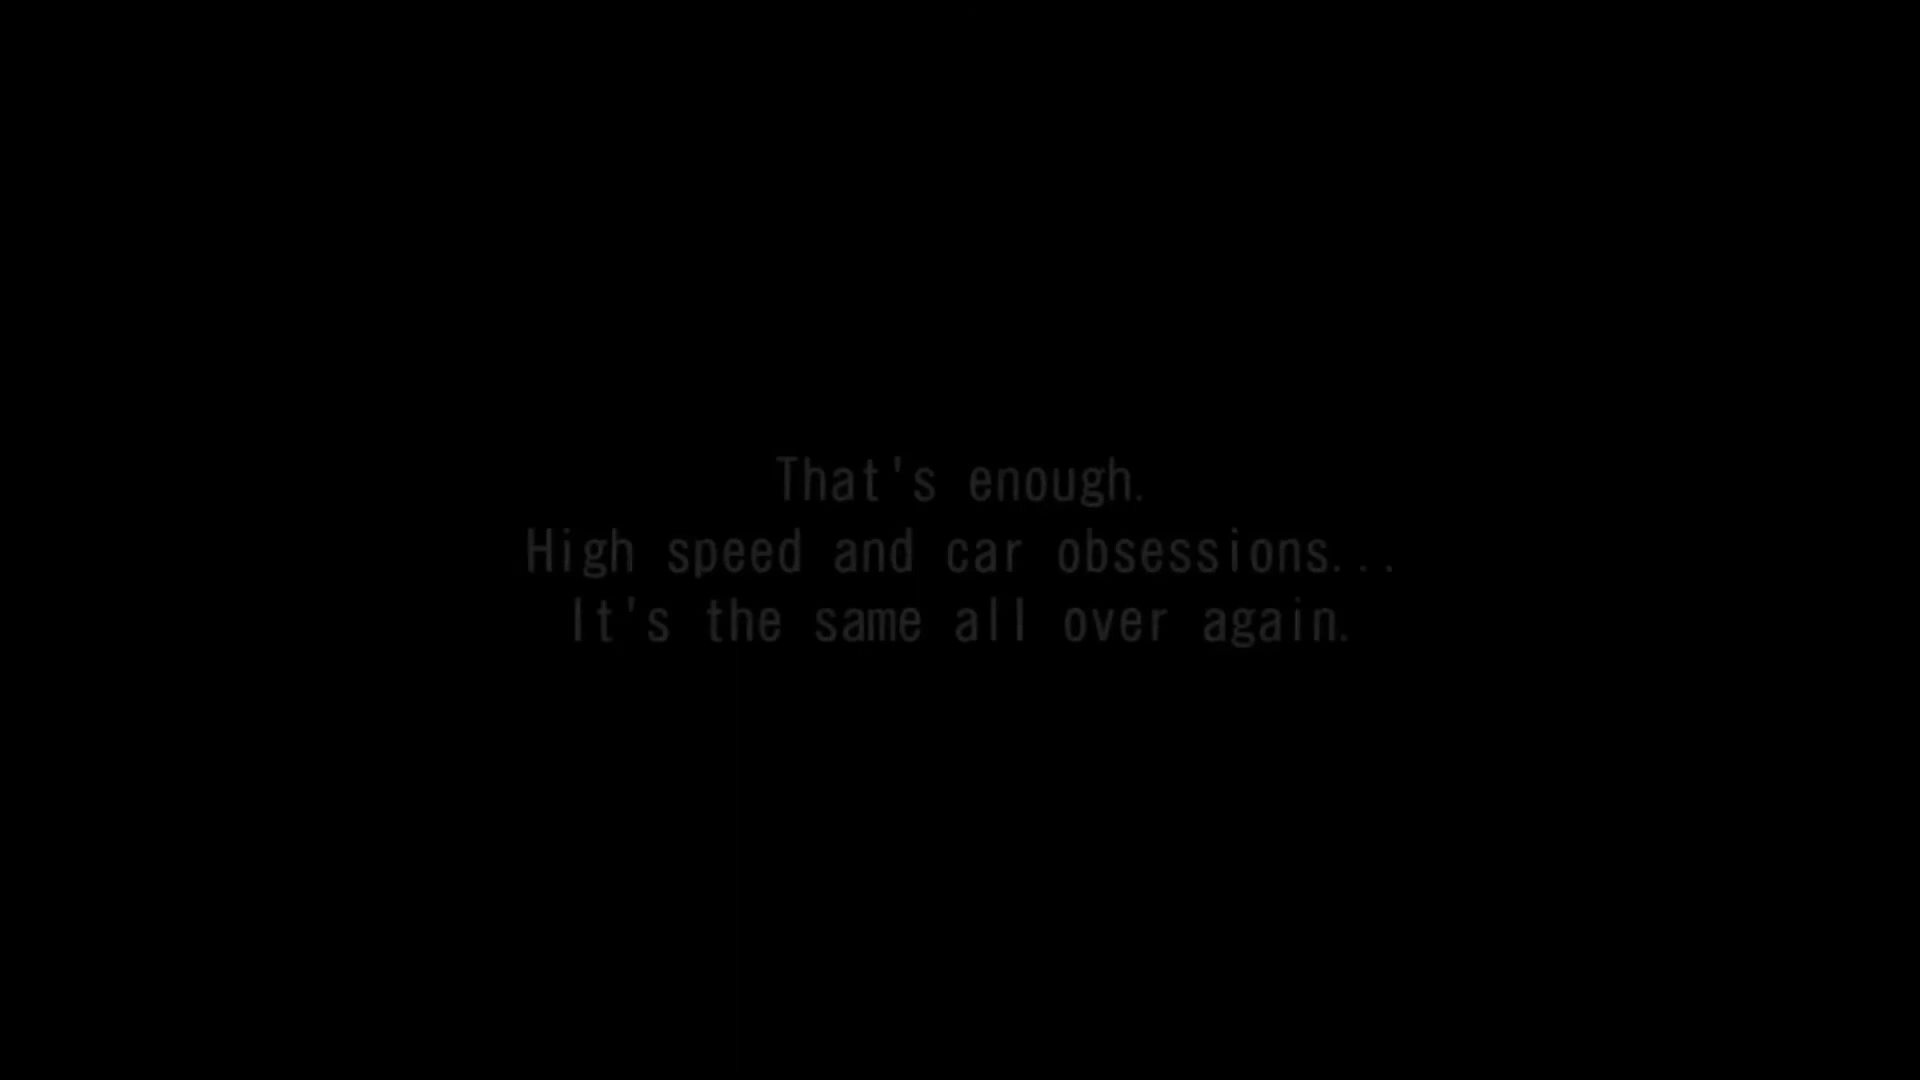 That's enough.
High speed and car obsessions...
It's the same all over again.